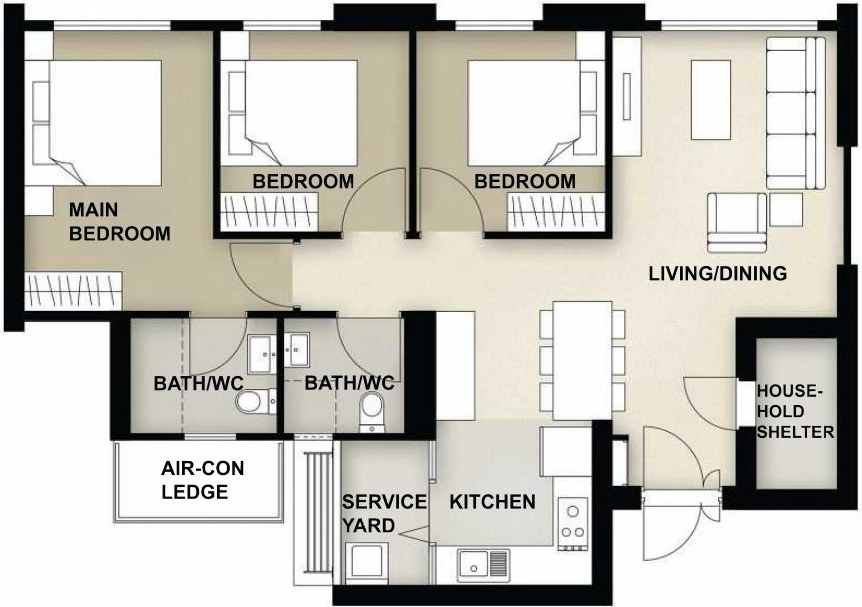 BEDROOM
BEDROOM
MAIN
BEDROOM
LIVING/DINING
BATH/WC
BATH/WC
HOUSE-
HOLD
SHELTER
AIR-CON
LEDGE
SERVICE
YARD
KITCHEN